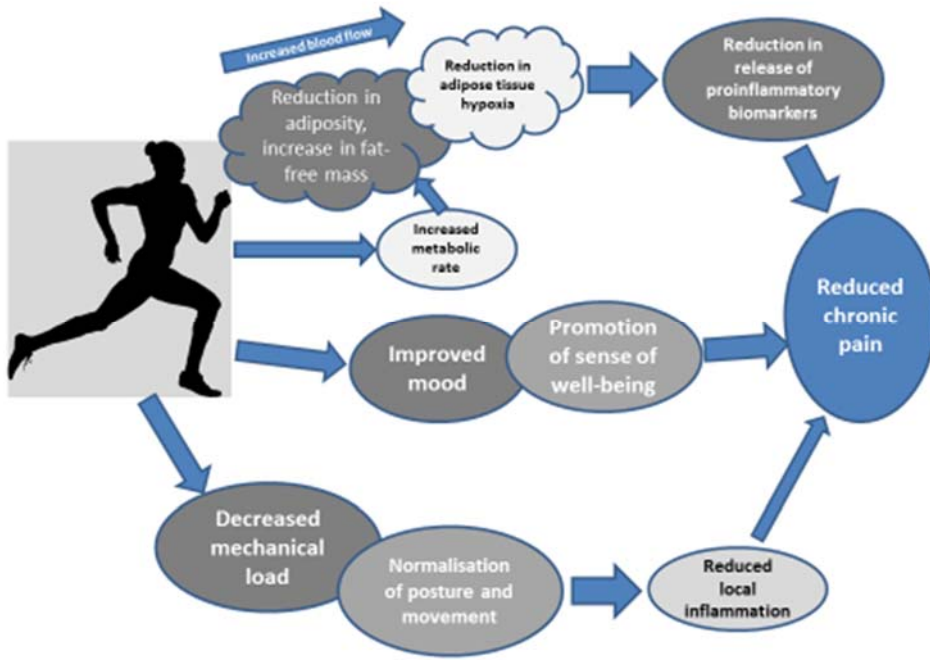 Increased blood flow
Reduction in
adipose tissue
hypoxia
Reduction in
release of
proinflammatory
biomarkers
Reduction in
adiposity,
increase in fat-
free mass
Increased
metabolic
rate
Reduced
chronic
pain
Improved
mood
Promotion
of sense of
well-being
Decreased
mechanical
load
Normalisation
of posture and
movement
Reduced
local
inflammation